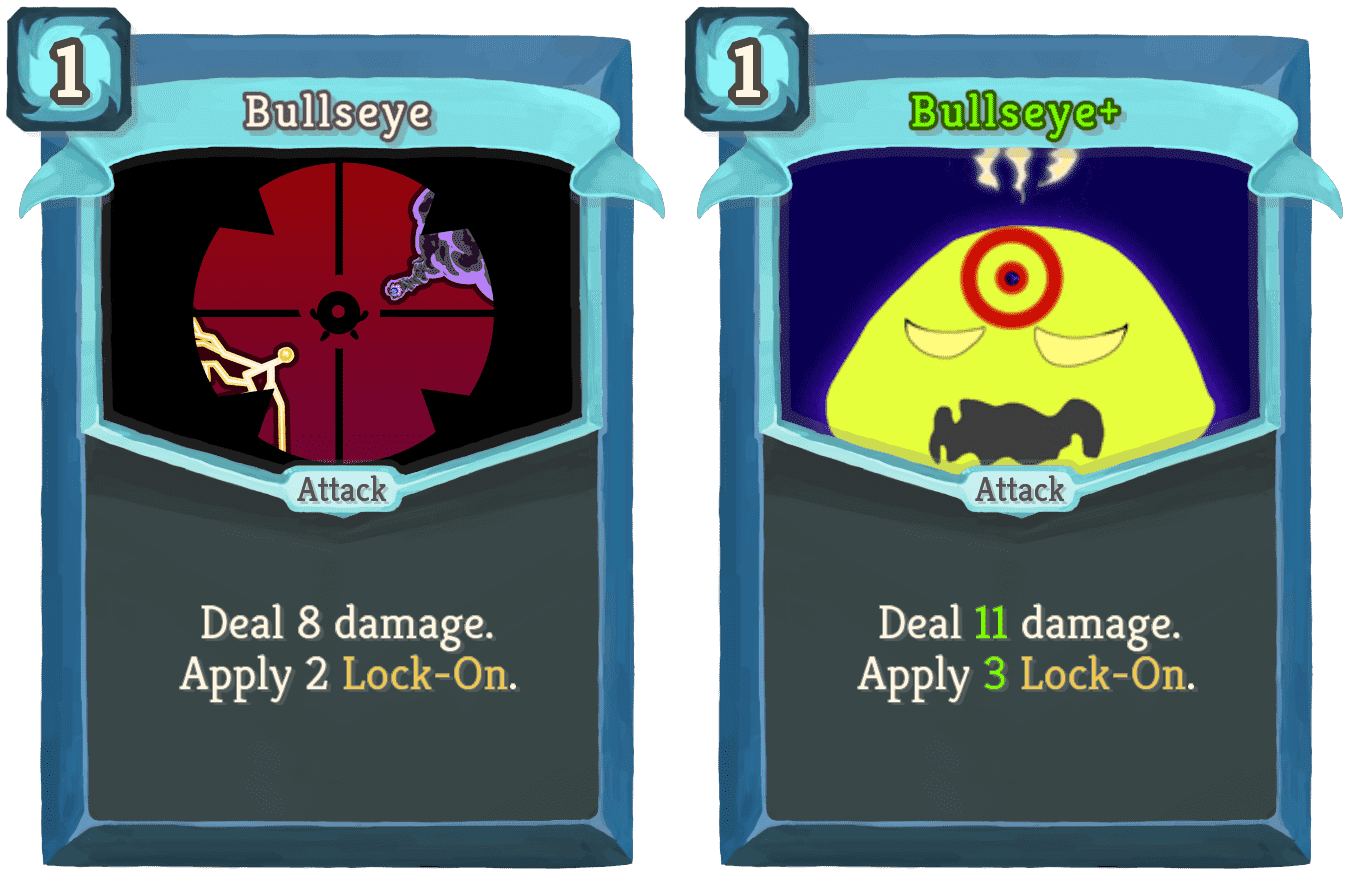 1
Bullseye
Attack
Deal 8 damage.
Apply 2 Lock-On.
1
Bullseye+
Attack
Deal 11 damage.
Apply 3 Lock-On.